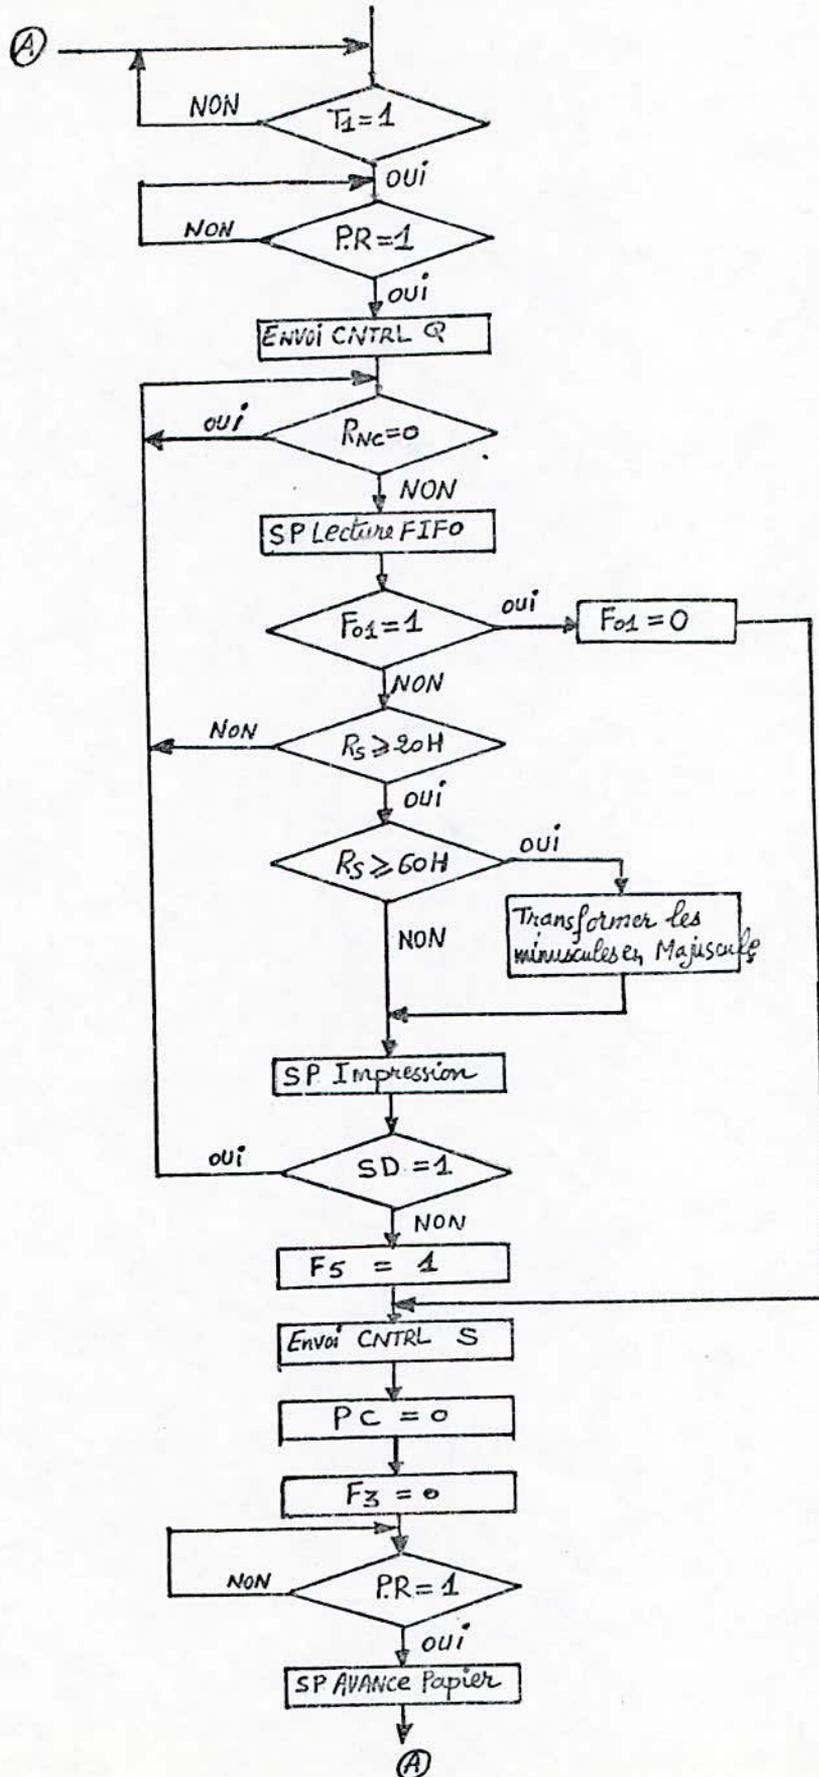 A
NON
T1=1
OUI
NON
P.R=1
OUI
ENVOI CNTRL Q
OUI
RNC=0
NON
SP Lecture FIFO
F01=1
OUI
F01=0
NON
NON
RS⩾20H
OUI
RS⩾60H
OUI
NON
Transformer les
minuscules en Majuscules
SP. Impression
OUI
SD=1
NON
F5 = 1
Envoi CNTRL S
PC = 0
F3 = 0
NON
P.R=1
OUI
SP AVANCE Papier
A